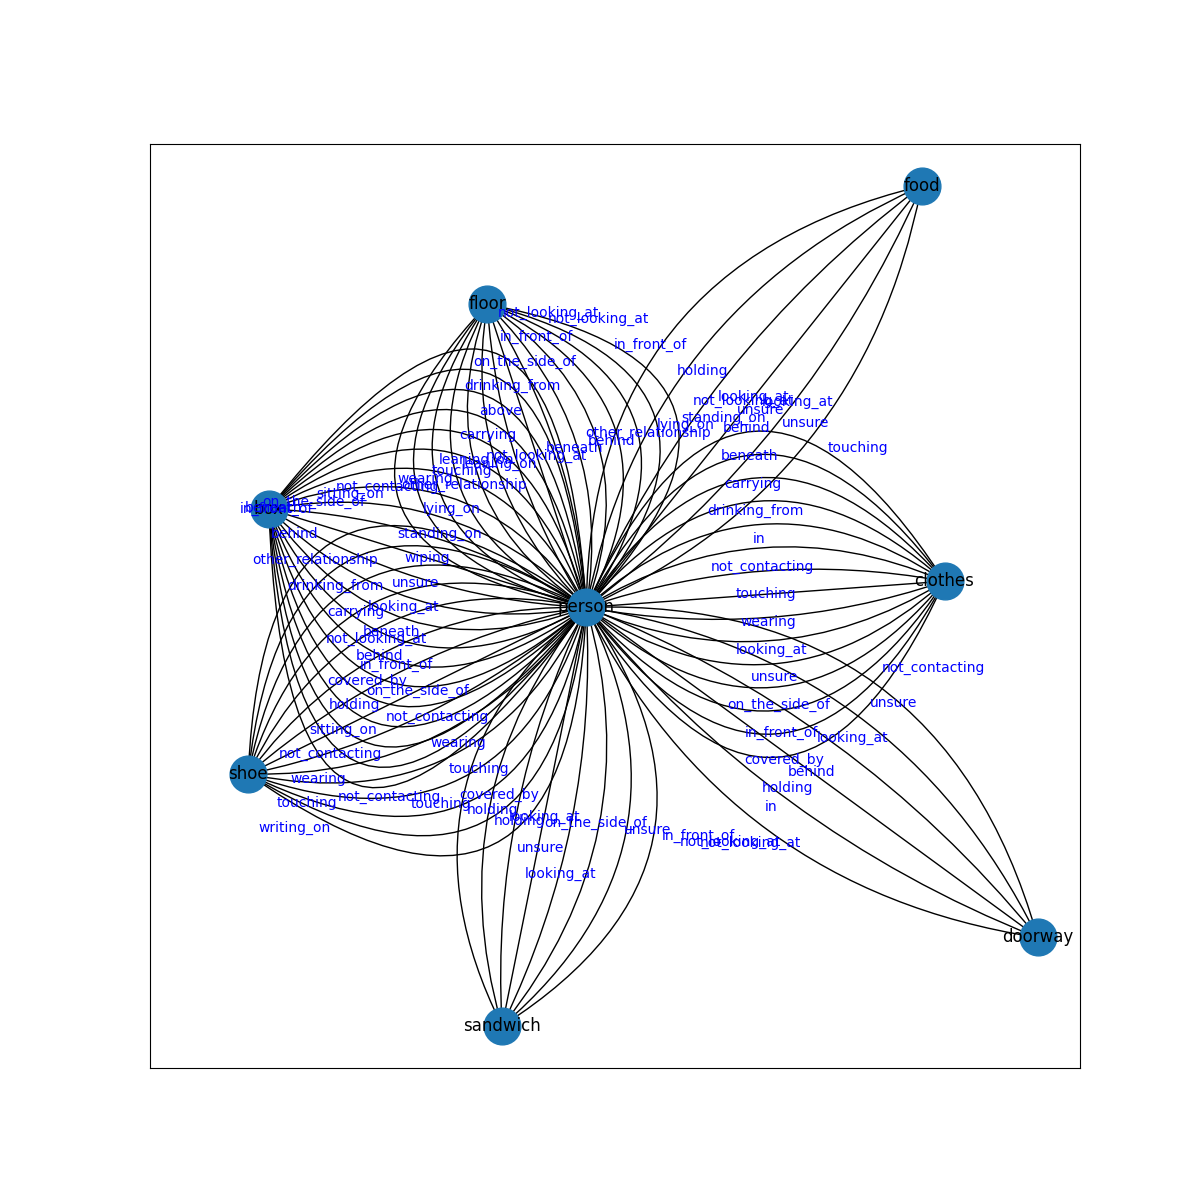 food
floor
not_looking_at
not_looking_at
in_front_of
in_front_of
on_the_side_of
holding
drinking_from
looking_at
not_looking_at
looking_at
above
unsure
standing_on
unsure
lying_on
behind
carrying
other_relationship
behind
touching
beneath
not_looking_at
beneath
leaning_on
touching
wearing
other_relationship
carrying
not_contacting
sitting_on
on_the_side_of
box
in_front_of
lying_on
drinking_from
behind
standing_on
in
other_relationship
wiping
not_contacting
drinking_from
unsure
clothes
touching
carrying
looking_at
person
wearing
beneath
not_looking_at
looking_at
behind
in_front_of
not_contacting
covered_by
on_the_side_of
unsure
holding
on_the_side_of
unsure
not_contacting
sitting_on
wearing
in_front_of
looking_at
not_contacting
covered_by
behind
touching
shoe
wearing
holding
not_contacting
covered_by
touching
touching
holding
in
writing_on
holding
looking_at
on_the_side_of
unsure
in_front_of
not_looking_at
not_looking_at
unsure
looking_at
doorway
sandwich